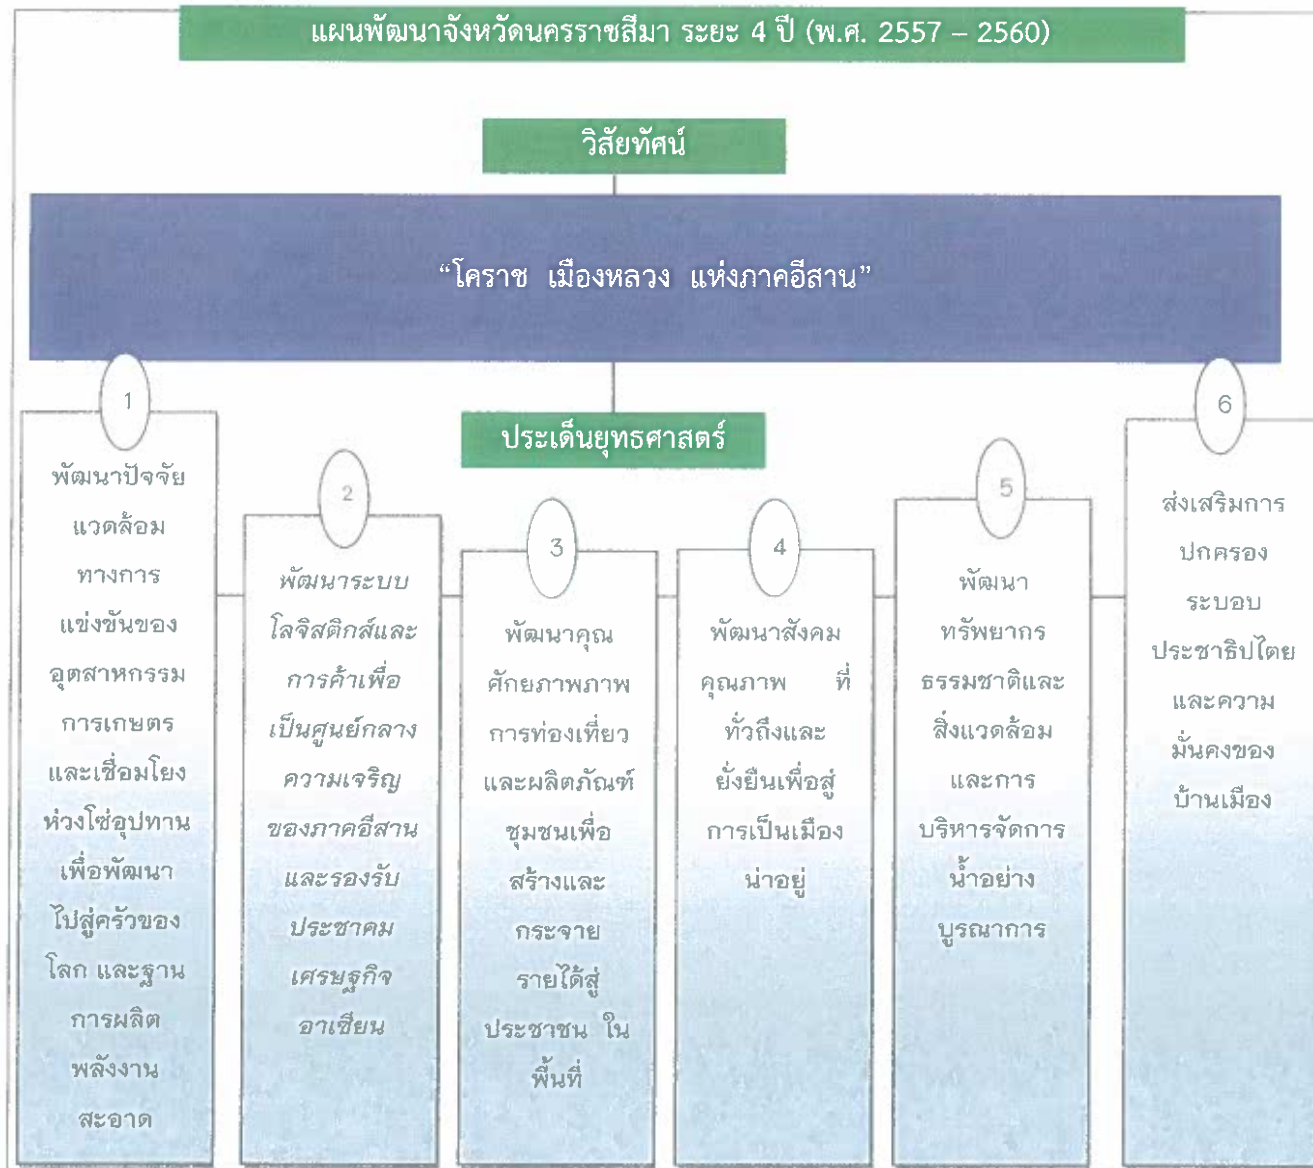 แผนพัฒนาจังหวัดนครราชสีมา ระยะ 4 ปี (พ.ศ. 2557 – 2560)
วิสัยทัศน์
“โคราช เมืองหลวง แห่งภาคอีสาน”
ประเด็นยุทธศาสตร์
1
พัฒนาปัจจัย
แวดล้อม
ทางการ
แข่งขันของ
อุตสาหกรรม
การเกษตร
และเชื่อมโยง
ห่วงโซ่อุปทาน
เพื่อพัฒนา
ไปสู่ครัวของ
โลก และฐาน
การผลิต
พลังงาน
สะอาด
2
พัฒนาระบบ
โลจิสติกส์และ
การค้าเพื่อ
เป็นศูนย์กลาง
ความเจริญ
ของภาคอีสาน
และรองรับ
ประชาคม
เศรษฐกิจ
อาเซียน
3
พัฒนาคุณ
ศักยภาพภาพ
การท่องเที่ยว
และผลิตภัณฑ์
ชุมชนเพื่อ
สร้างและ
กระจาย
รายได้สู่
ประชาชน ใน
พื้นที่
4
พัฒนาสังคม
คุณภาพ ที่
ทั่วถึงและ
ยั่งยืนเพื่อสู่
การเป็นเมือง
น่าอยู่
5
พัฒนา
ทรัพยากร
ธรรมชาติและ
สิ่งแวดล้อม
และการ
บริหารจัดการ
น้ำอย่าง
บูรณาการ
6
ส่งเสริมการ
ปกครอง
ระบอบ
ประชาธิปไตย
และความ
มั่นคงของ
บ้านเมือง